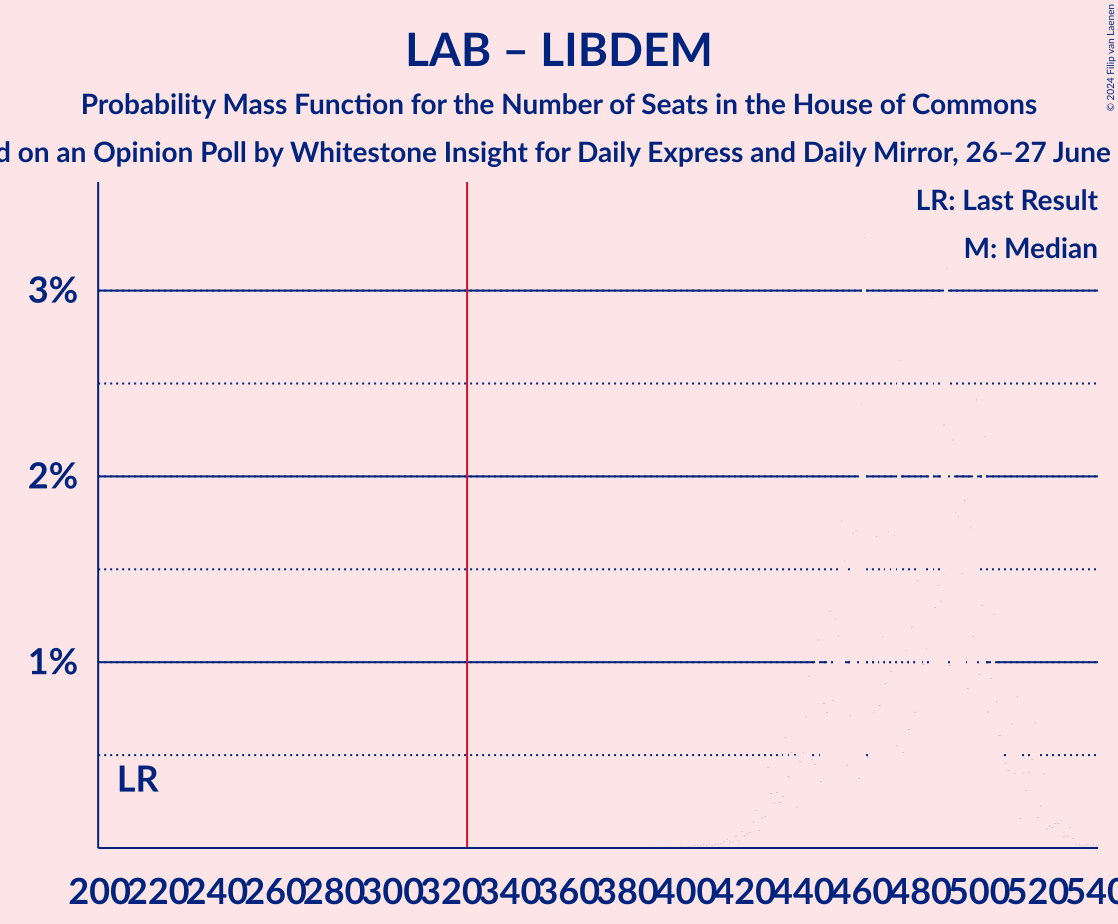 LAB – LIBDEM
Probability Mass Function for the Number of Seats in the House of Commons
on an Opinion Poll by Whitestone Insight for Daily Express and Daily Mirror, 26–27 June
© 2024 Filip van Laenen
LR: Last Result
M: Median
3%
2%
1%
LR
200 220 240 260 280 300 320 340 360 380 400 420 440 460 480 500 520 540